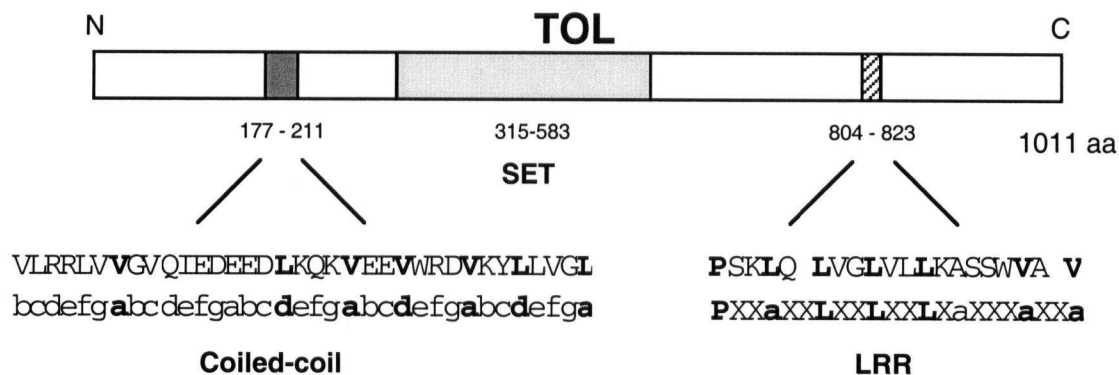 N TOL C
177 - 211 315-583 804 - 823 1011 aa
SET
VLRRLVVGVQIEDEEDLKQKVEEVWRDVKYLLVGL PSKLQ LVGLVLLKASSWVA V
bcdefgabcdefgabcdefgabcdefgabcdefga PXXaXXLXXLXXLXaXXXaXXa
Coiled-coil LRR